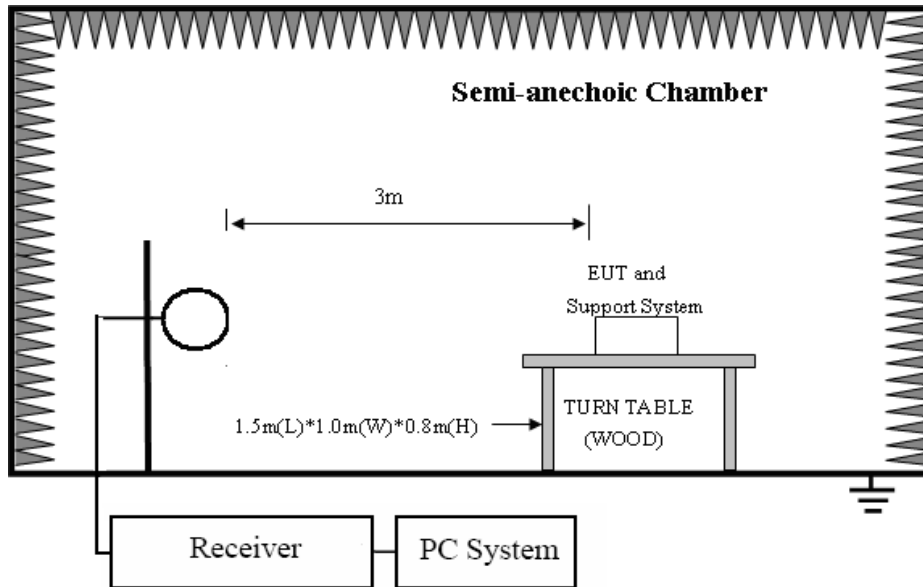 Semi-anechoic Chamber
3m
EUT and
Support System
1.5m(L)*1.0m(W)*0.8m(H)
TURN TABLE
(WOOD)
Receiver
PC System